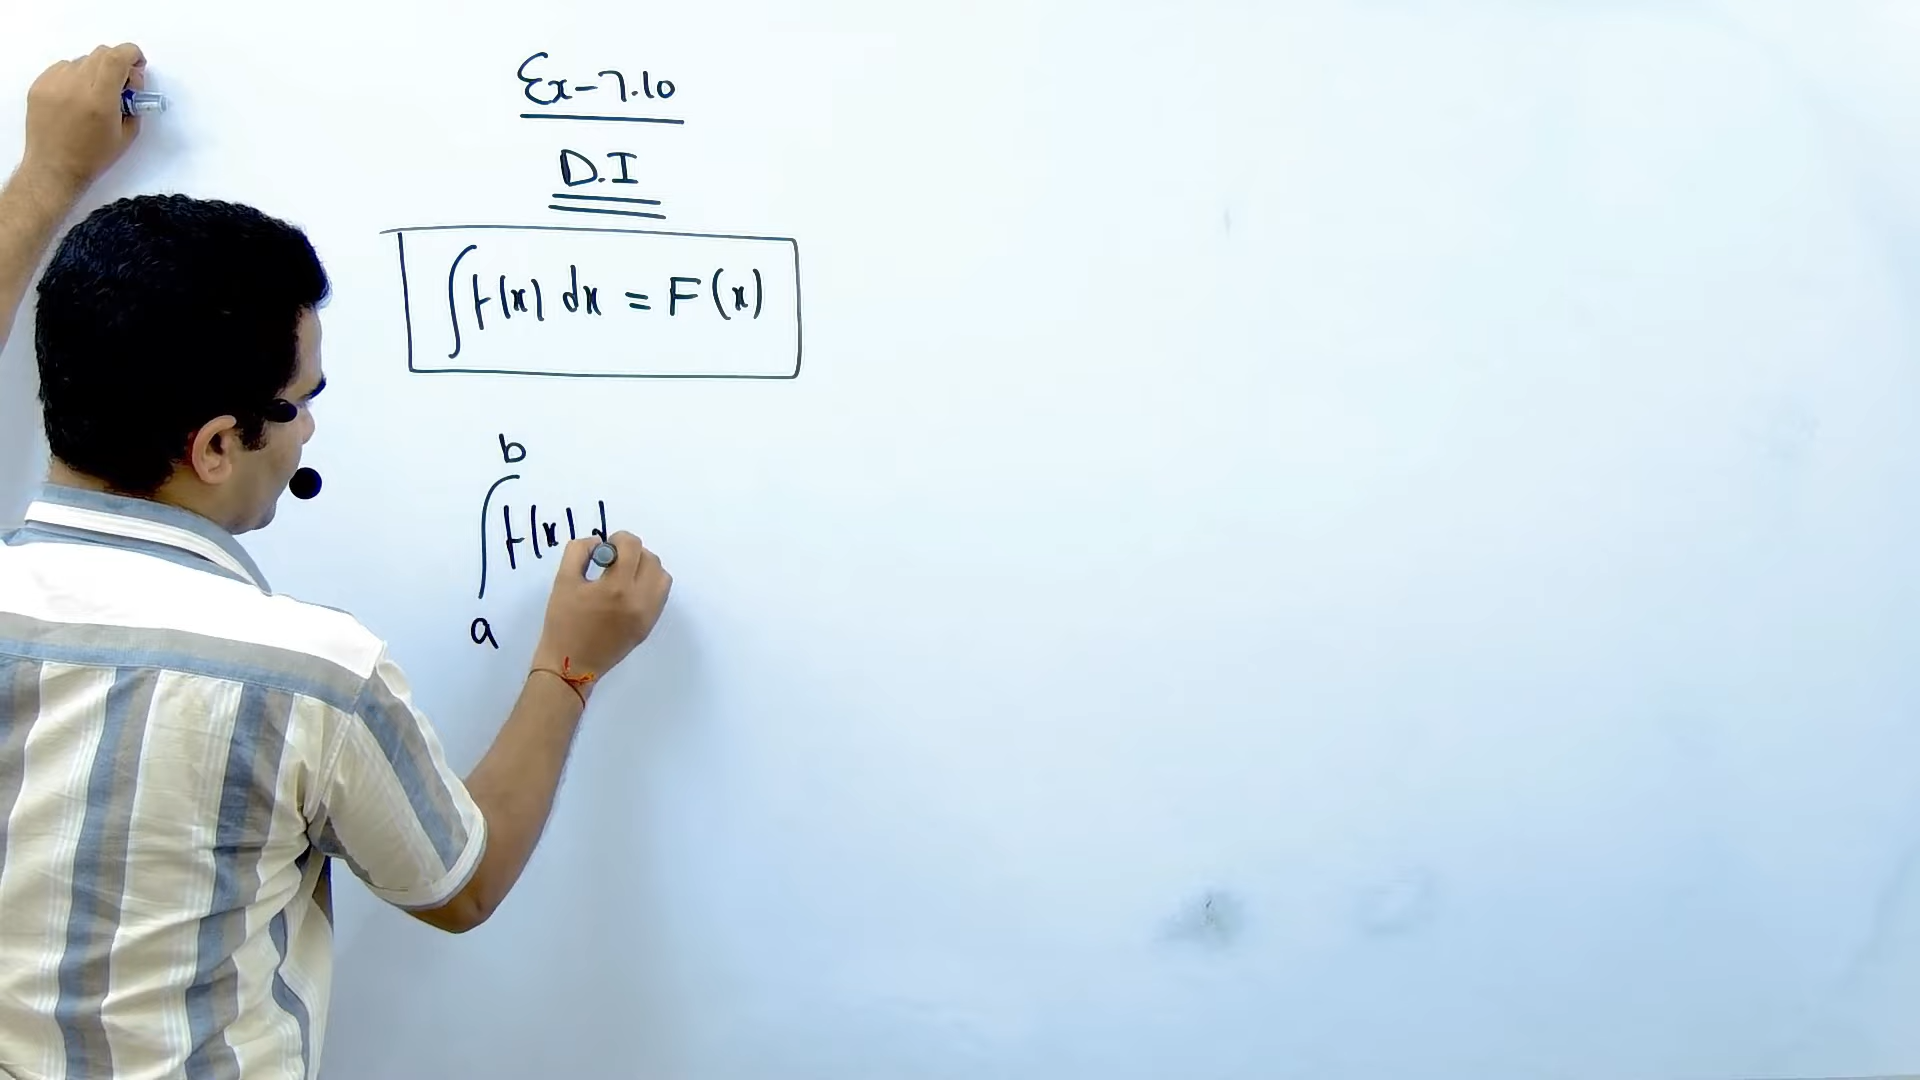 Ex-7.10
D.I
∫f(x) dx = F(x)
b
∫f(x) d
a